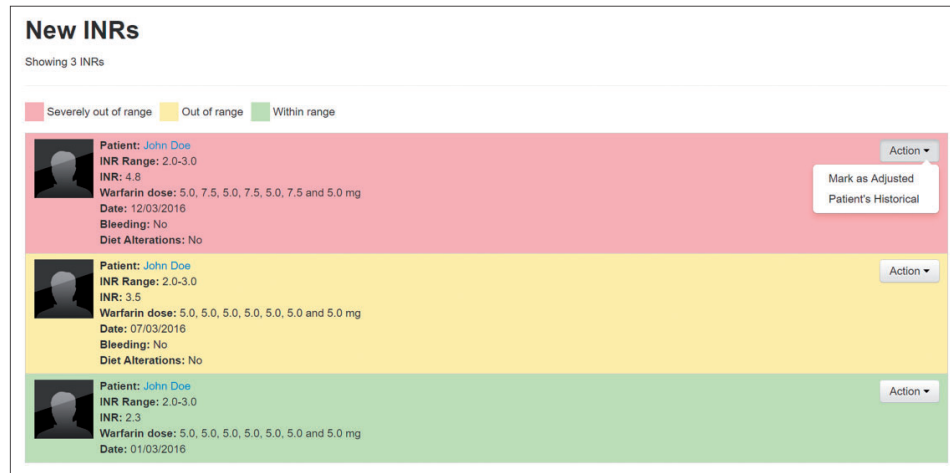 New INRs
Showing 3 INRs
Severely out of range Out of range Within range
Patient: John Doe
Action
INR Range: 2.0-3.0
INR: 4.8
Mark as Adjusted
Warfarin dose: 5.0, 7.5, 5.0, 7.5, 5.0, 7.5 and 5.0 mg
Patient's Historical
Date: 12/03/2016
Bleeding: No
Diet Alterations: No
Patient: John Doe
Action
INR Range: 2.0-3.0
INR: 3.5
Warfarin dose: 5.0, 5.0, 5.0, 5.0, 5.0, 5.0 and 5.0 mg
Date: 07/03/2016
Bleeding: No
Diet Alterations: No
Patient: John Doe
Action
INR Range: 2.0-3.0
INR: 2.3
Warfarin dose: 5.0, 5.0, 5.0, 5.0, 5.0, 5.0 and 5.0 mg
Date: 01/03/2016